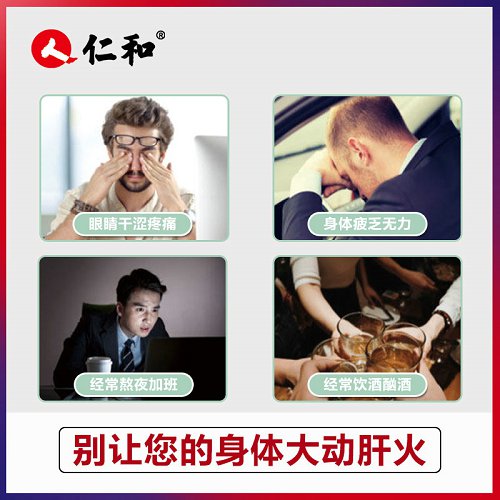 仁和®
眼睛干涩疼痛
身体疲乏无力
经常熬夜加班
经常饮酒酗酒
别让您的身体大动肝火